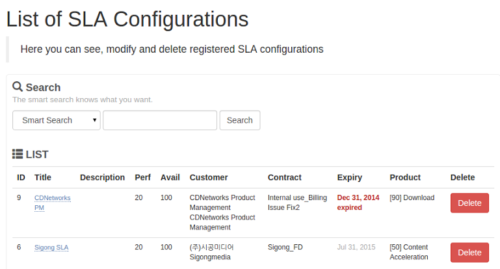 List of SLA Configurations
Here you can see, modify and delete registered SLA configurations
Search
The smart search knows what you want.
Smart Search
Search
LIST
ID Title Description Perf Avail Customer Contract Expiry Product Delete
9 CDNetworks 20 100 CDNetworks Product Internal use_Billing Dec 31, 2014 [90] Download Delete
PM Management Issue Fix2 expired
CDNetworks Product
Management
6 Sigong SLA 20 100 (주)시공미디어 Sigong_FD Jul 31, 2015 [50] Content Delete
Sigongmedia Acceleration